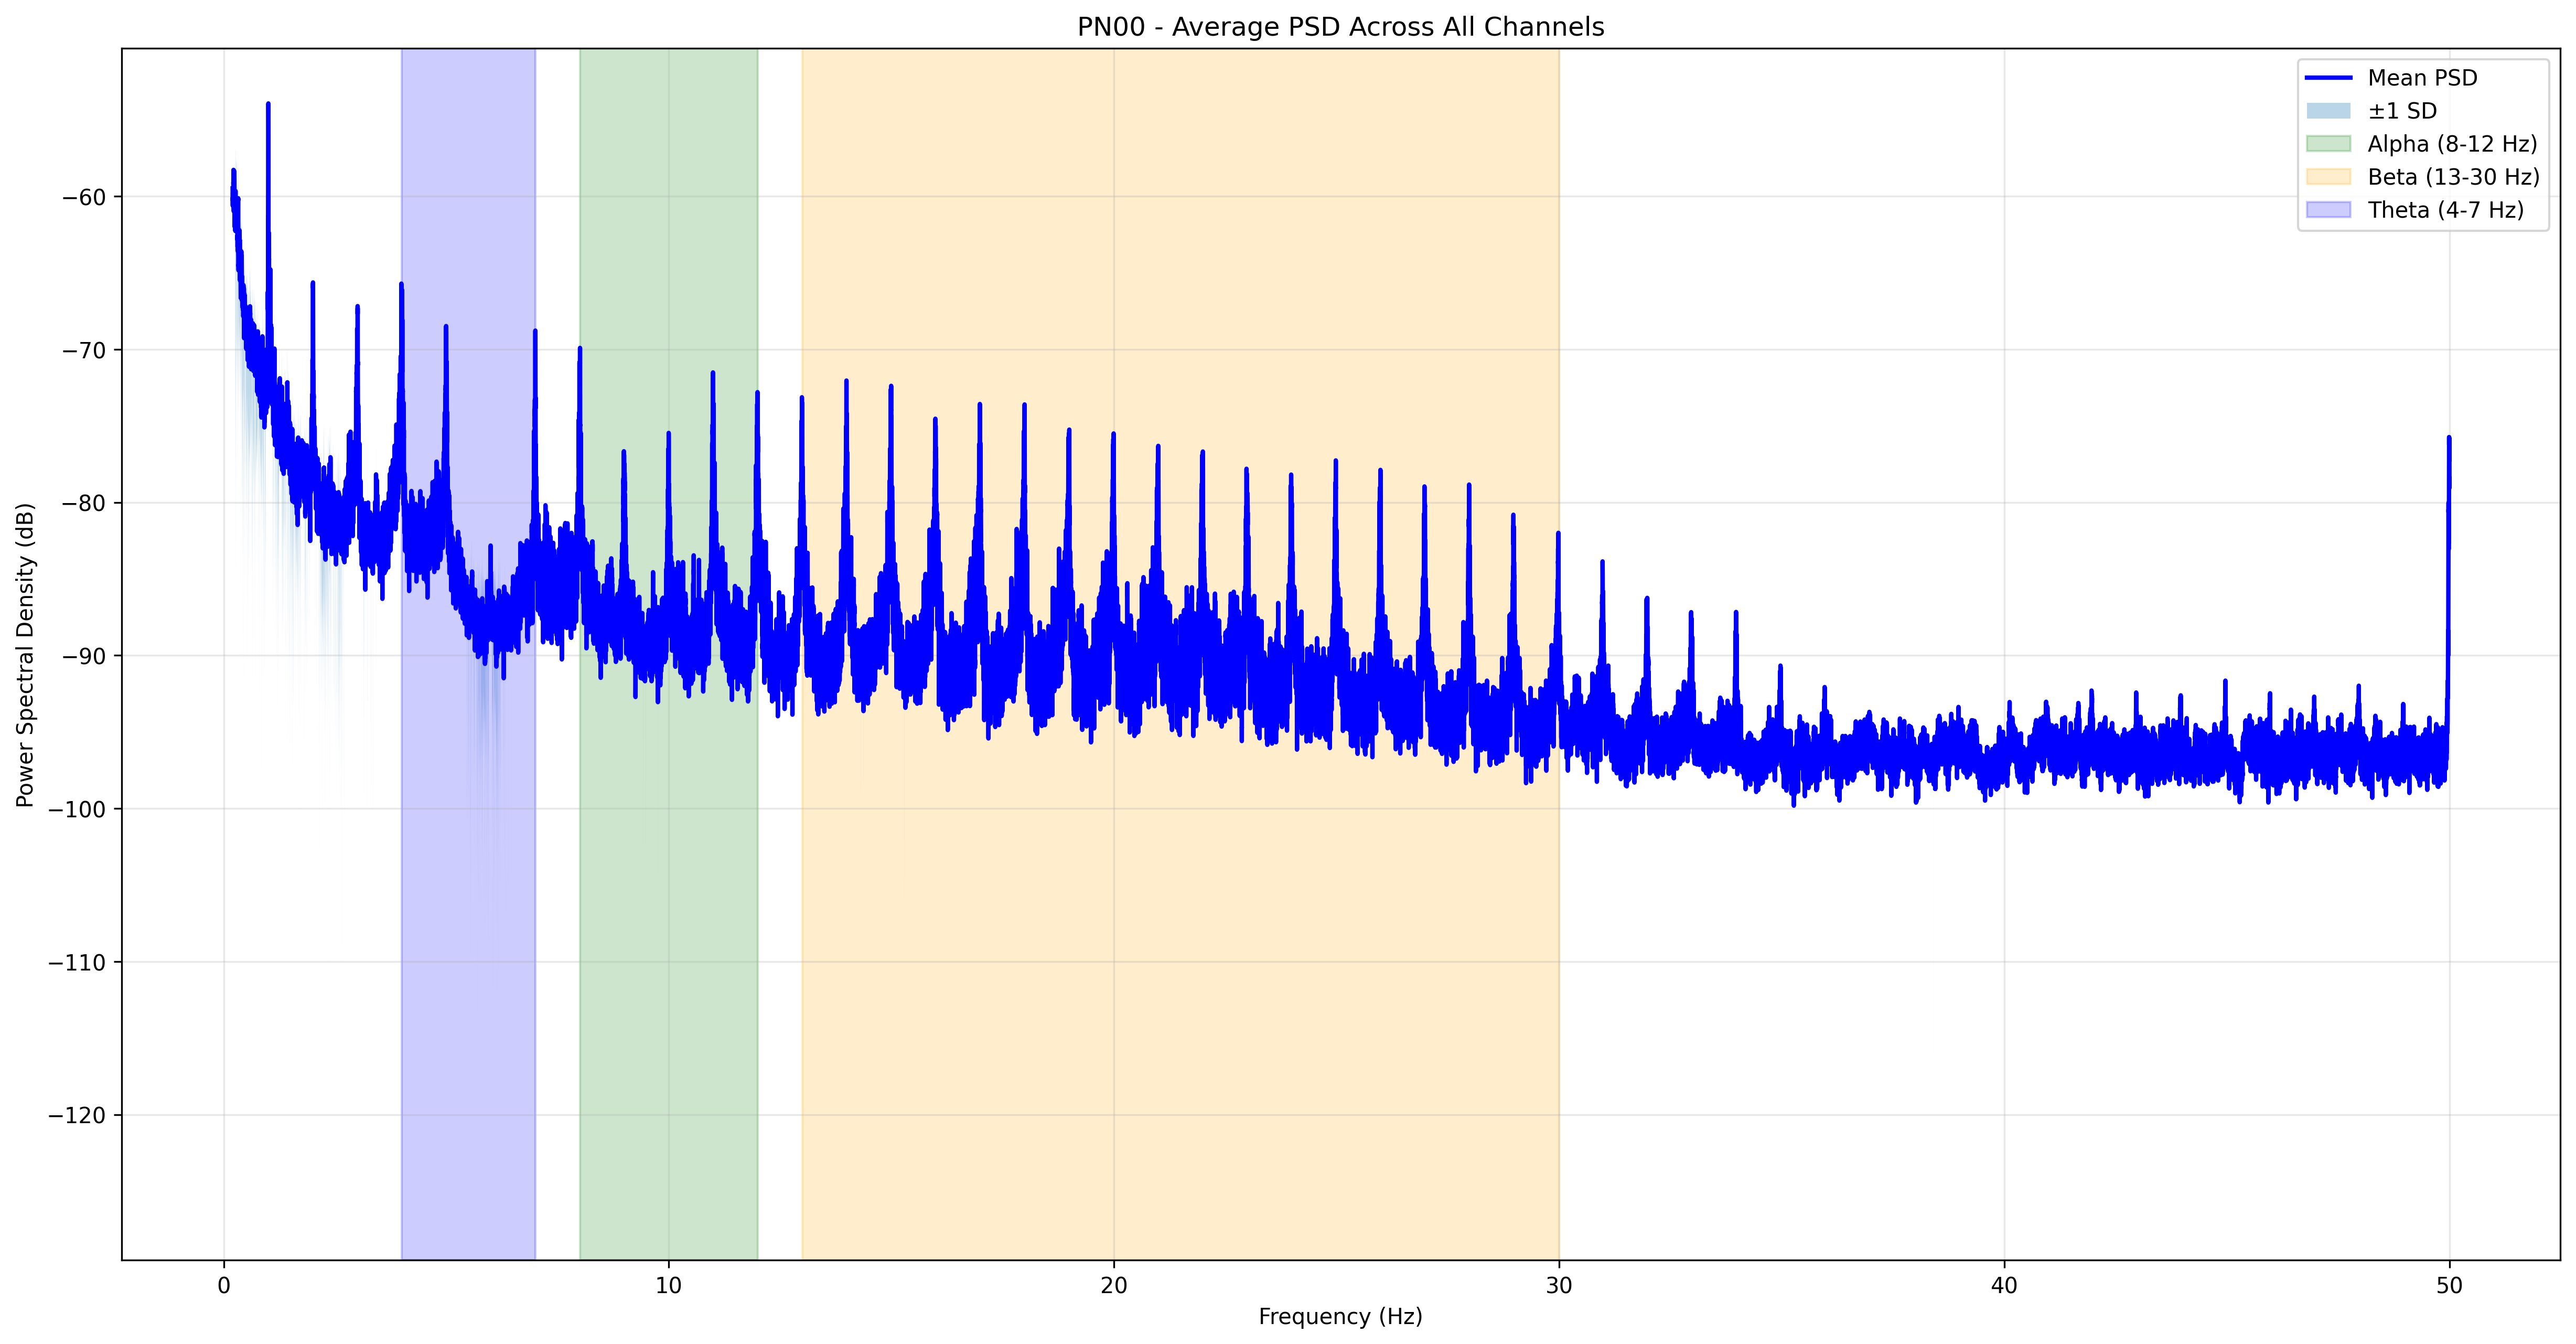 PN00 - Average PSD Across All Channels
Mean PSD
±1 SD
Alpha (8-12 Hz)
Beta (13-30 Hz)
Theta (4-7 Hz)
Power Spectral Density (dB)
−60
−70
−80
−90
−100
−110
−120
0 10 20 30 40 50
Frequency (Hz)